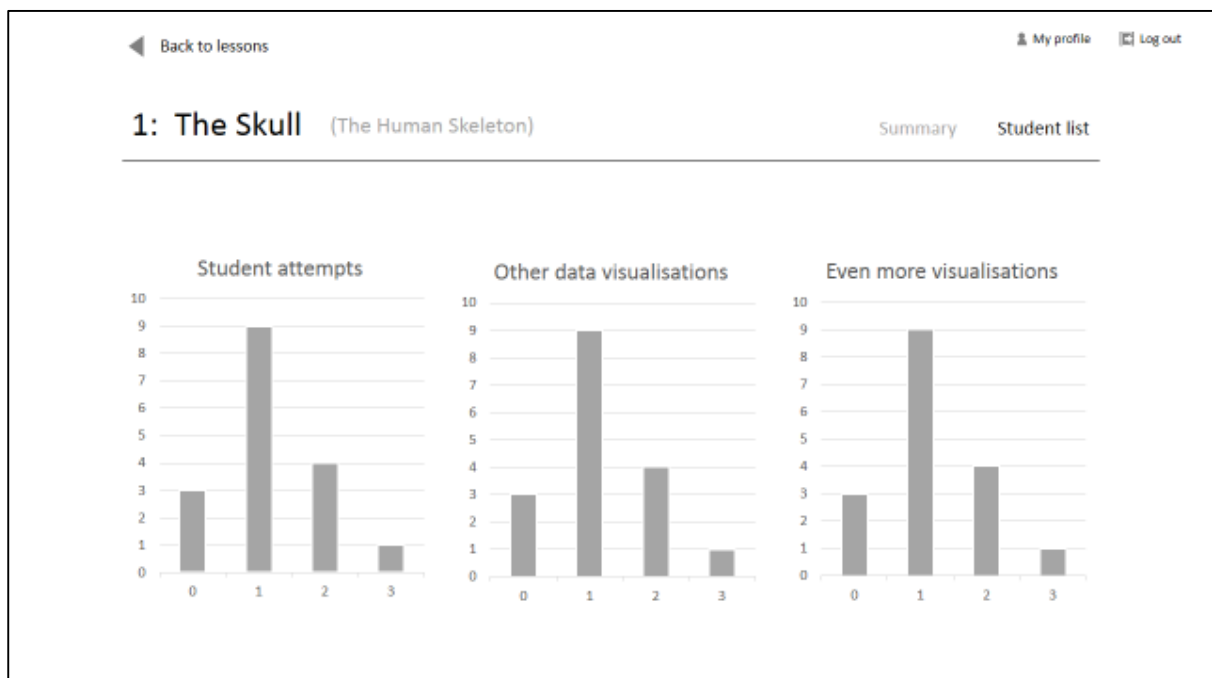 Back to lessons
My profile
Log out
1: The Skull (The Human Skeleton)
Summary
Student list
Student attempts
10
9
8
7
6
5
4
3
2
1
0
0 1 2 3
Other data visualisations
10
9
8
7
6
5
4
3
2
1
0
0 1 2 3
Even more visualisations
10
9
8
7
6
5
4
3
2
1
0
0 1 2 3